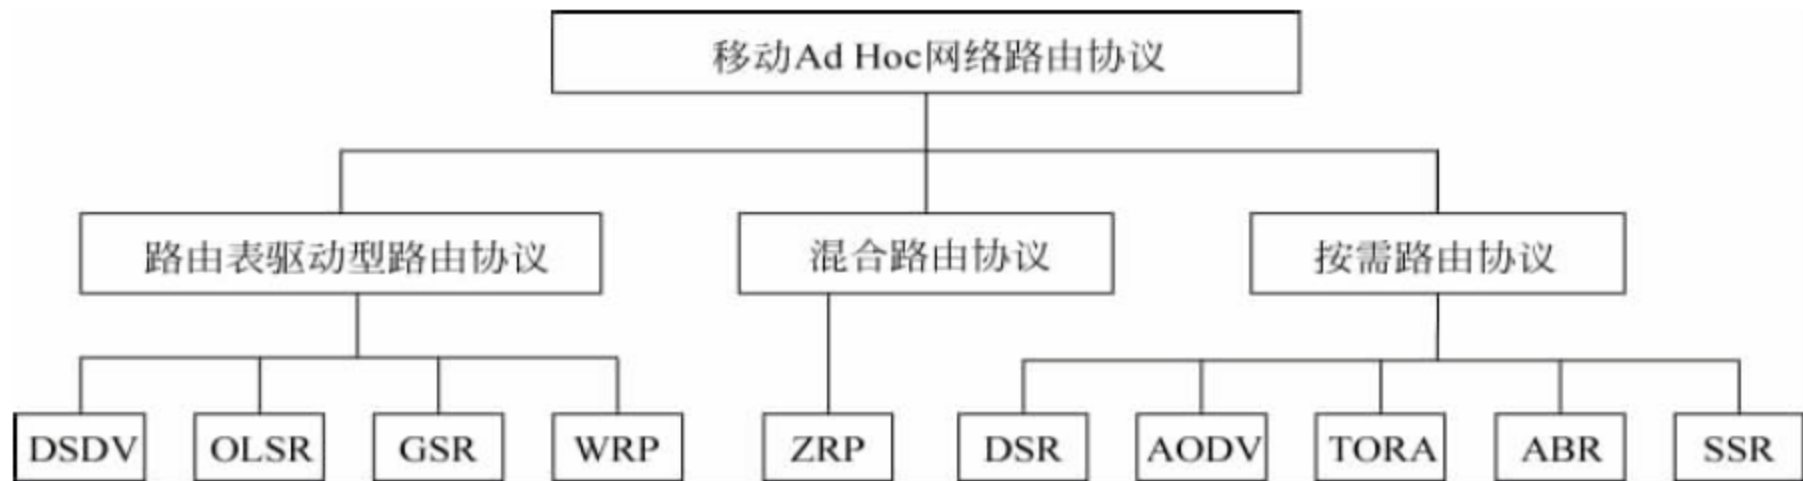 移动Ad Hoc网络路由协议
路由表驱动型路由协议
混合路由协议
按需路由协议
DSDV
OLSR
GSR
WRP
ZRP
DSR
AODV
TORA
ABR
SSR